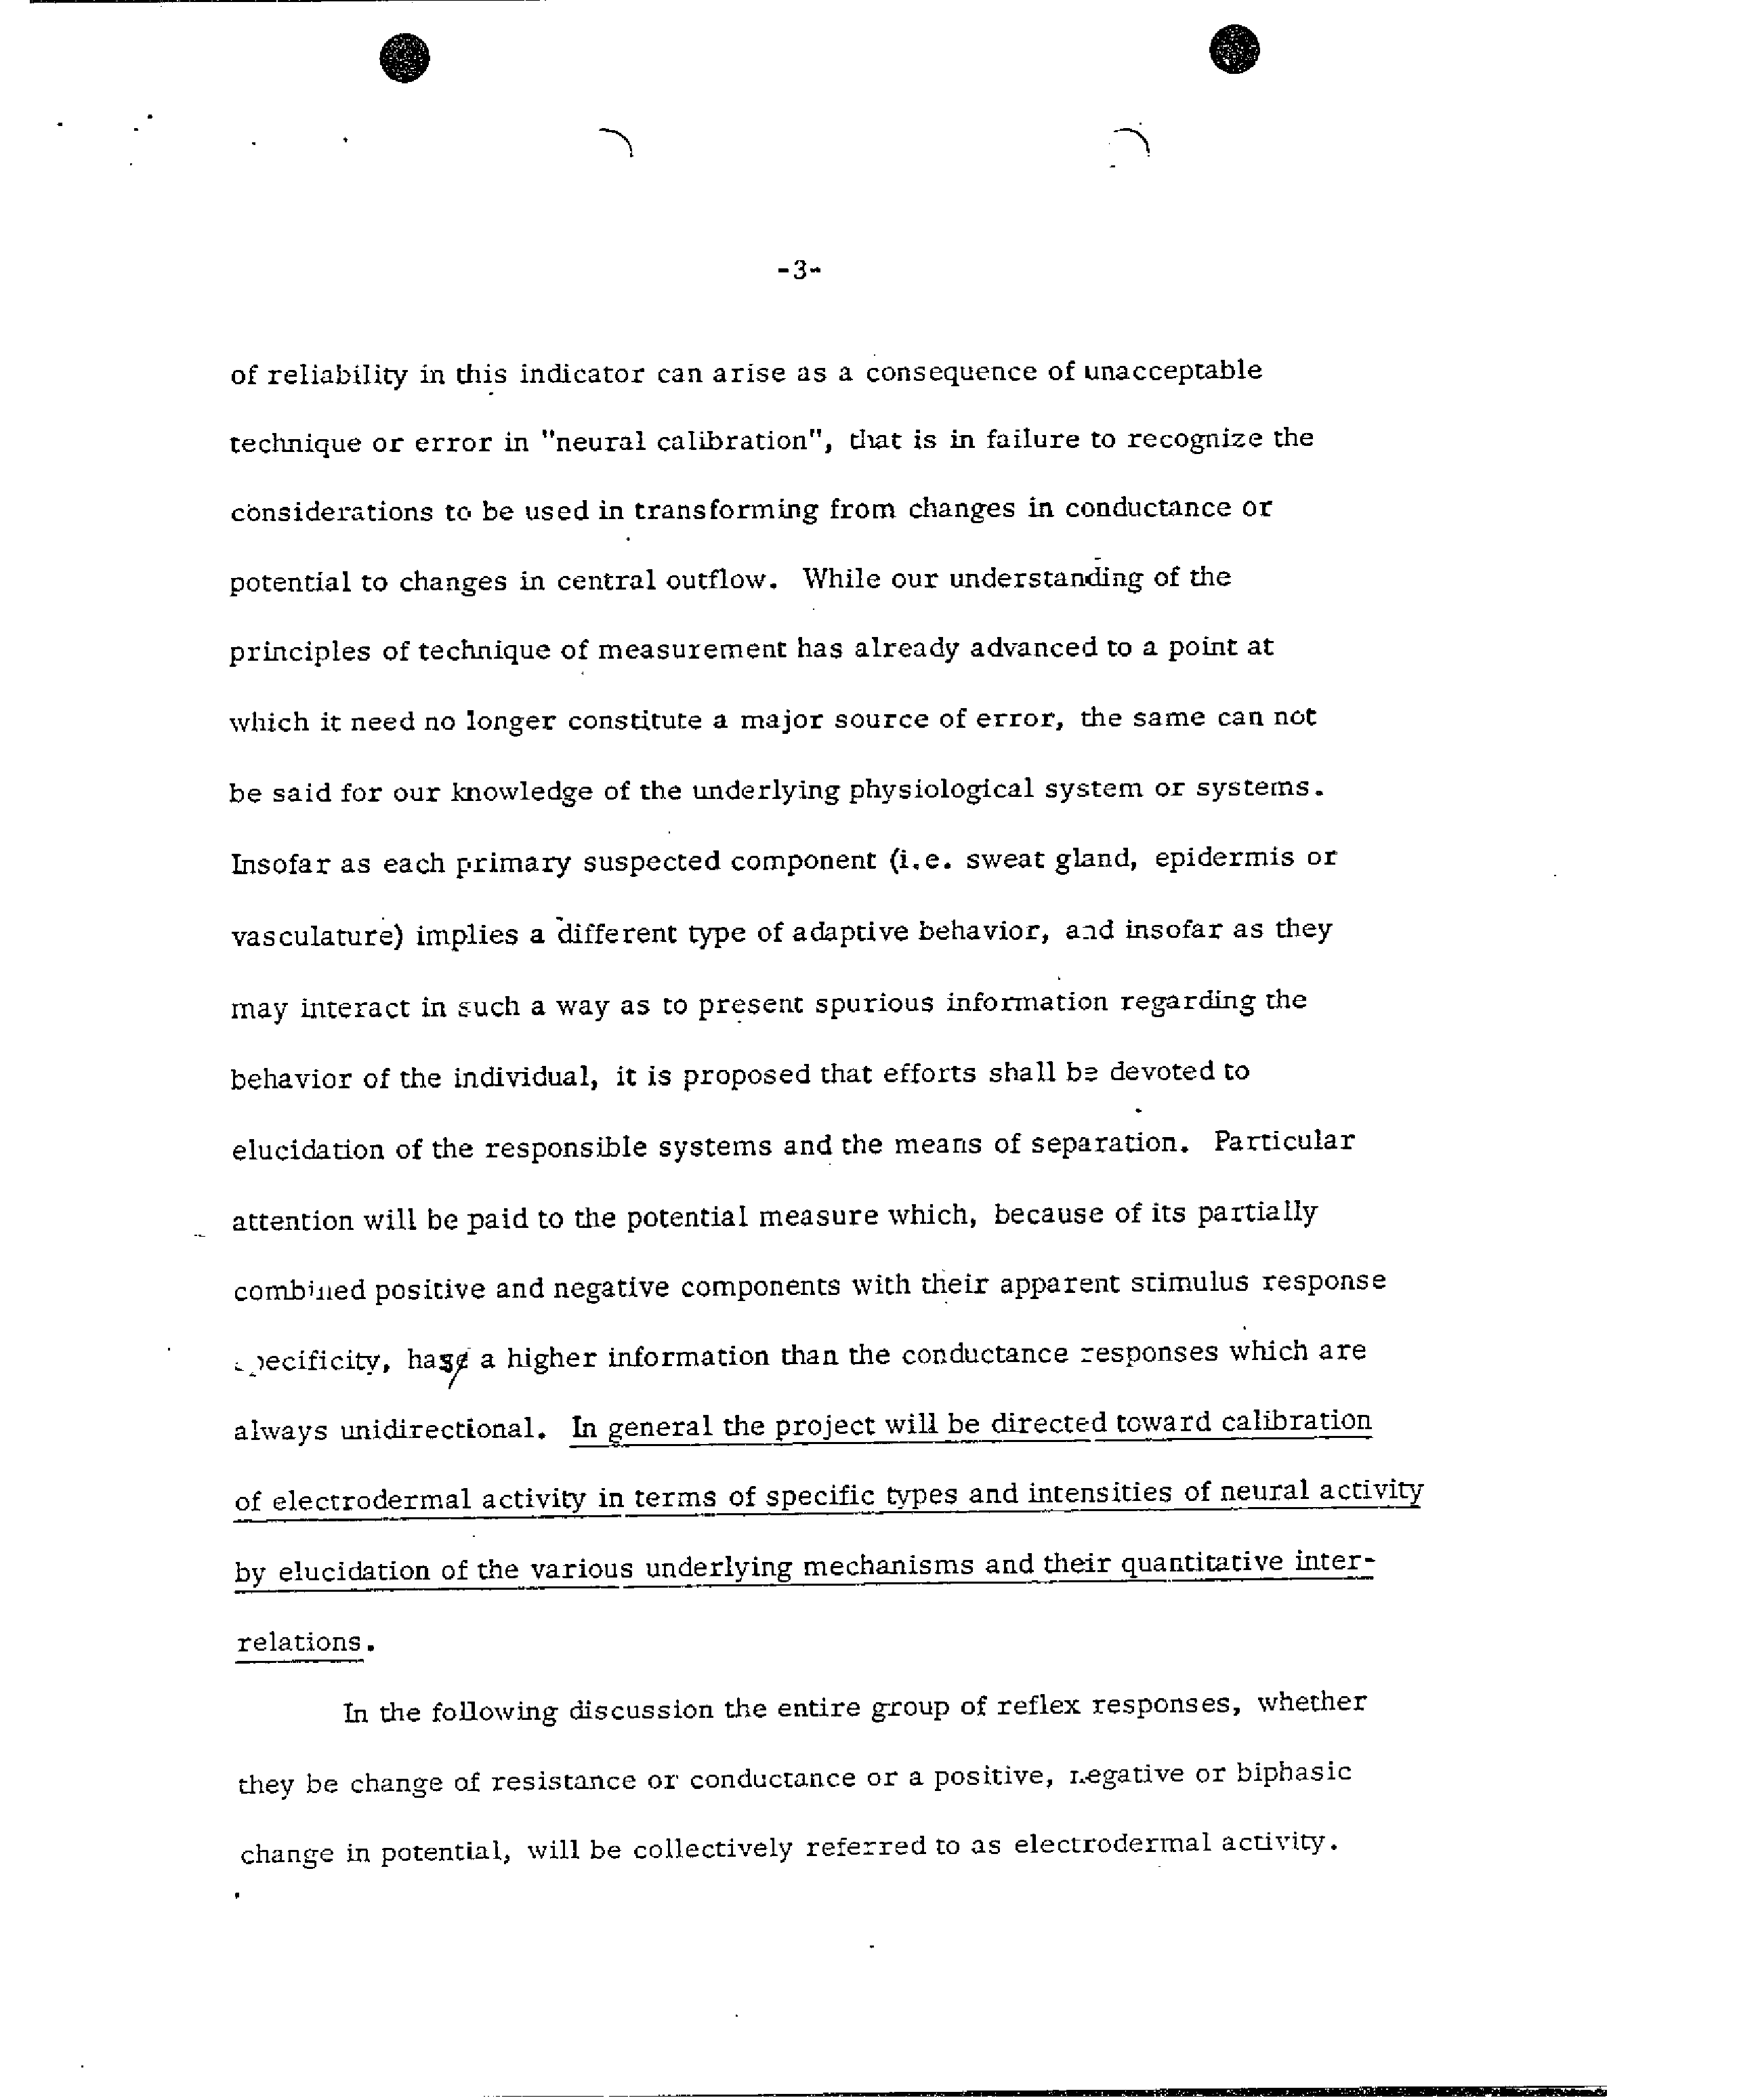 -3-
of reliability in this indicator can arise as a consequence of unacceptable
technique or error in "neural calibration", that is in failure to recognize the
considerations to be used in transforming from changes in conductance or
potential to changes in central outflow. While our understanding of the
principles of technique of measurement has already advanced to a point at
which it need no longer constitute a major source of error, the same can not
be said for our knowledge of the underlying physiological system or systems.
Insofar as each primary suspected component (i.e. sweat gland, epidermis or
vasculature) implies a different type of adaptive behavior, and insofar as they
may interact in such a way as to present spurious information regarding the
behavior of the individual, it is proposed that efforts shall be devoted to
elucidation of the responsible systems and the means of separation. Particular
attention will be paid to the potential measure which, because of its partially
combined positive and negative components with their apparent stimulus response
specificity, has a higher information than the conductance responses which are
always unidirectional. In general the project will be directed toward calibration
of electrodermal activity in terms of specific types and intensities of neural activity
by elucidation of the various underlying mechanisms and their quantitative inter-
relations.
In the following discussion the entire group of reflex responses, whether
they be change of resistance or conductance or a positive, negative or biphasic
change in potential, will be collectively referred to as electrodermal activity.